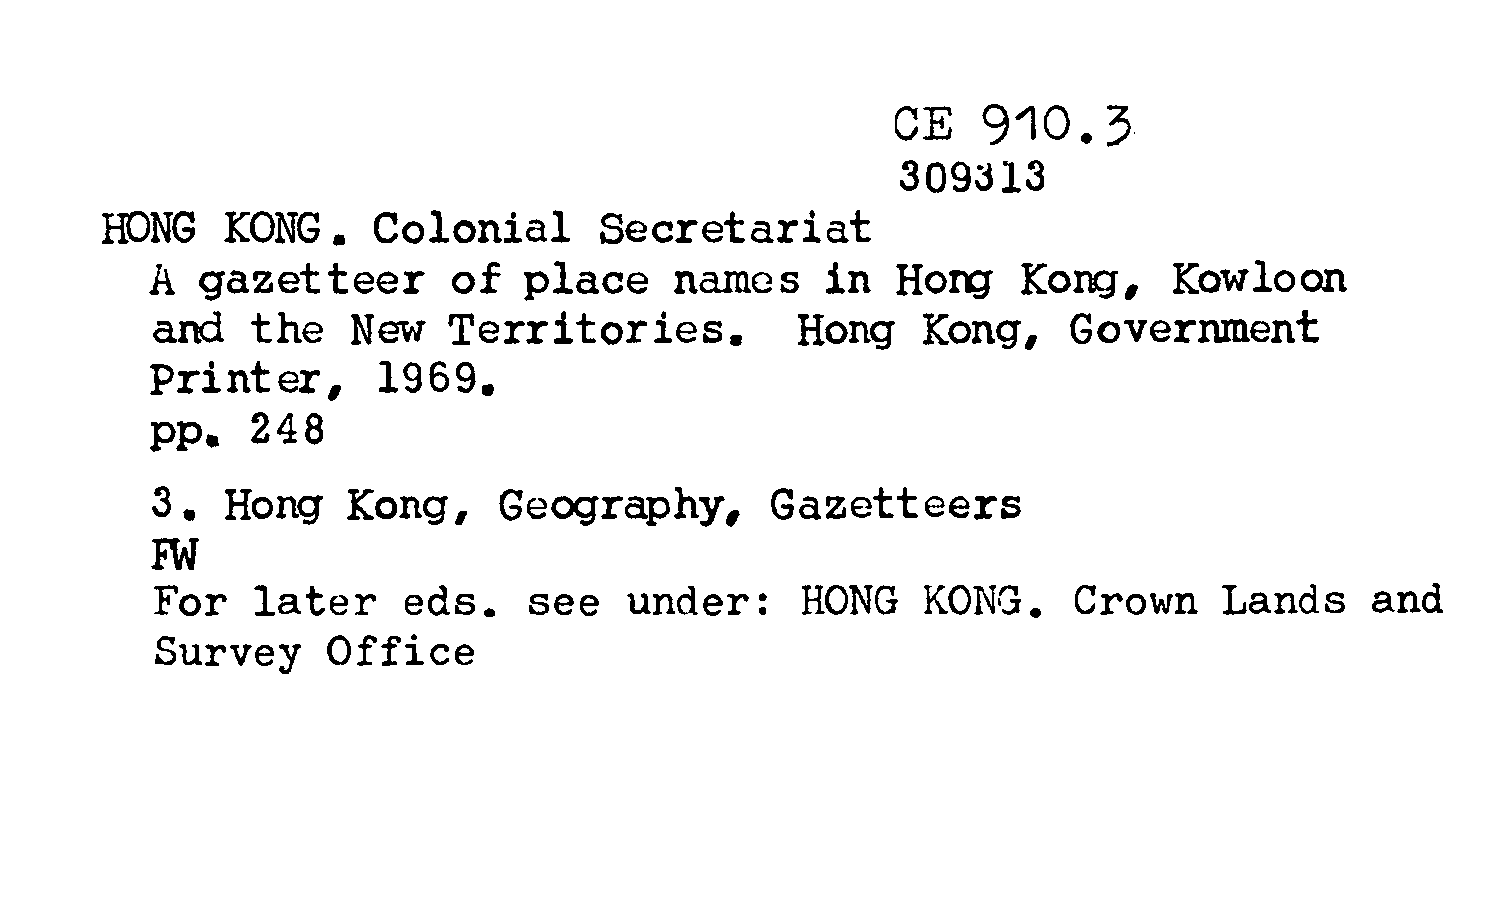 CE 910.3
309313
HONG KONG. Colonial Secretariat
A gazetteer of place names in Hong Kong, Kowloon
and the New Territories. Hong Kong, Government
Printer, 1969.
pp. 248
3. Hong Kong, Geography, Gazetteers
FW
For later eds. see under: HONG KONG. Crown Lands and
Survey Office